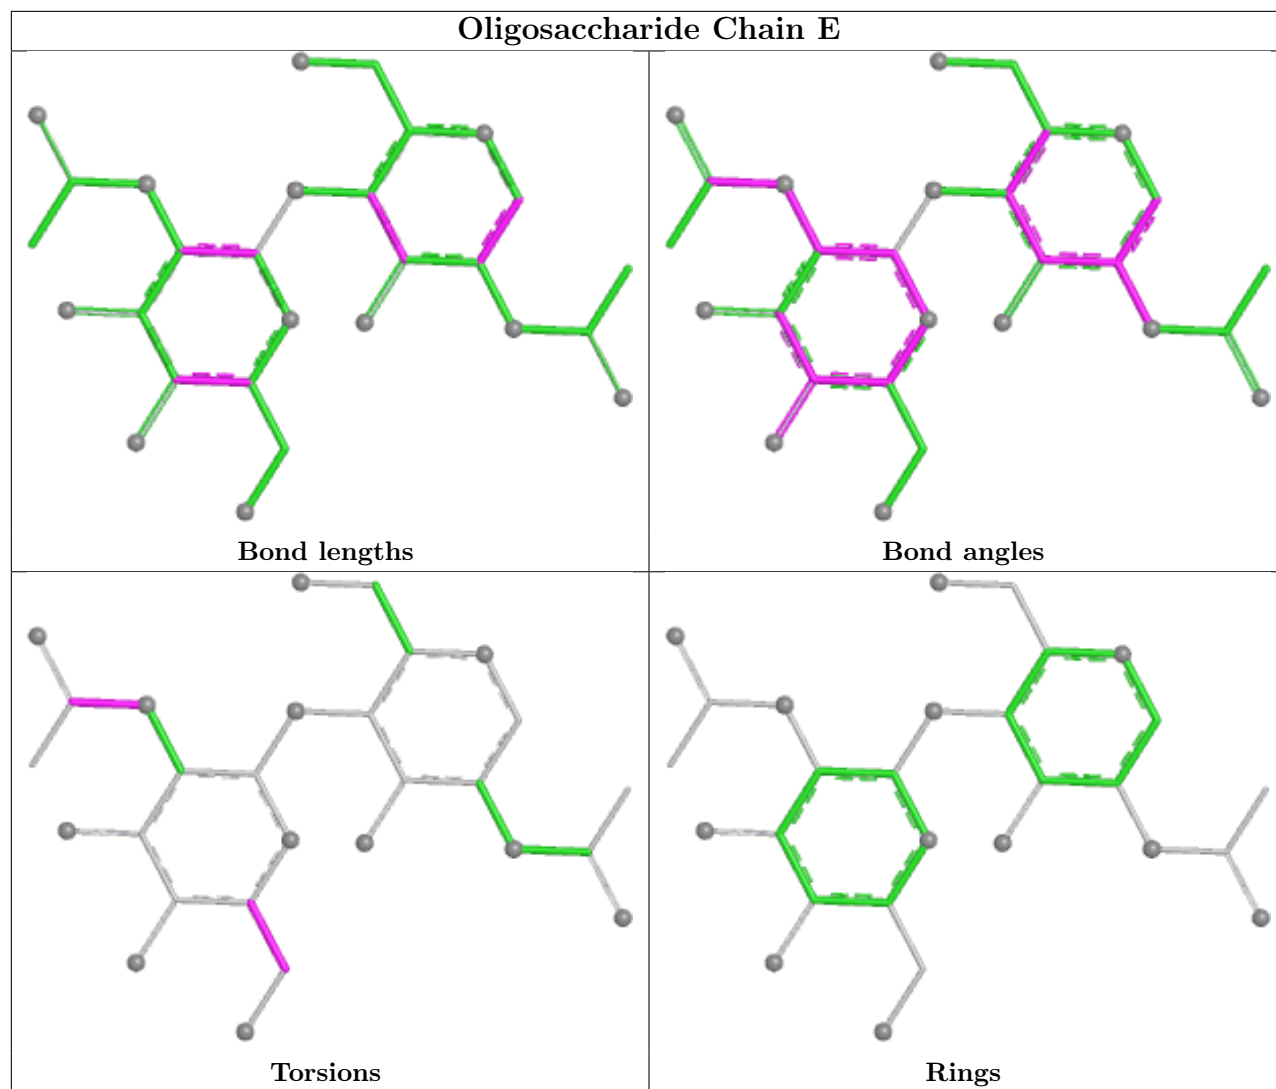 Oligosaccharide Chain E
Bond lengths
Bond angles
Torsions
Rings